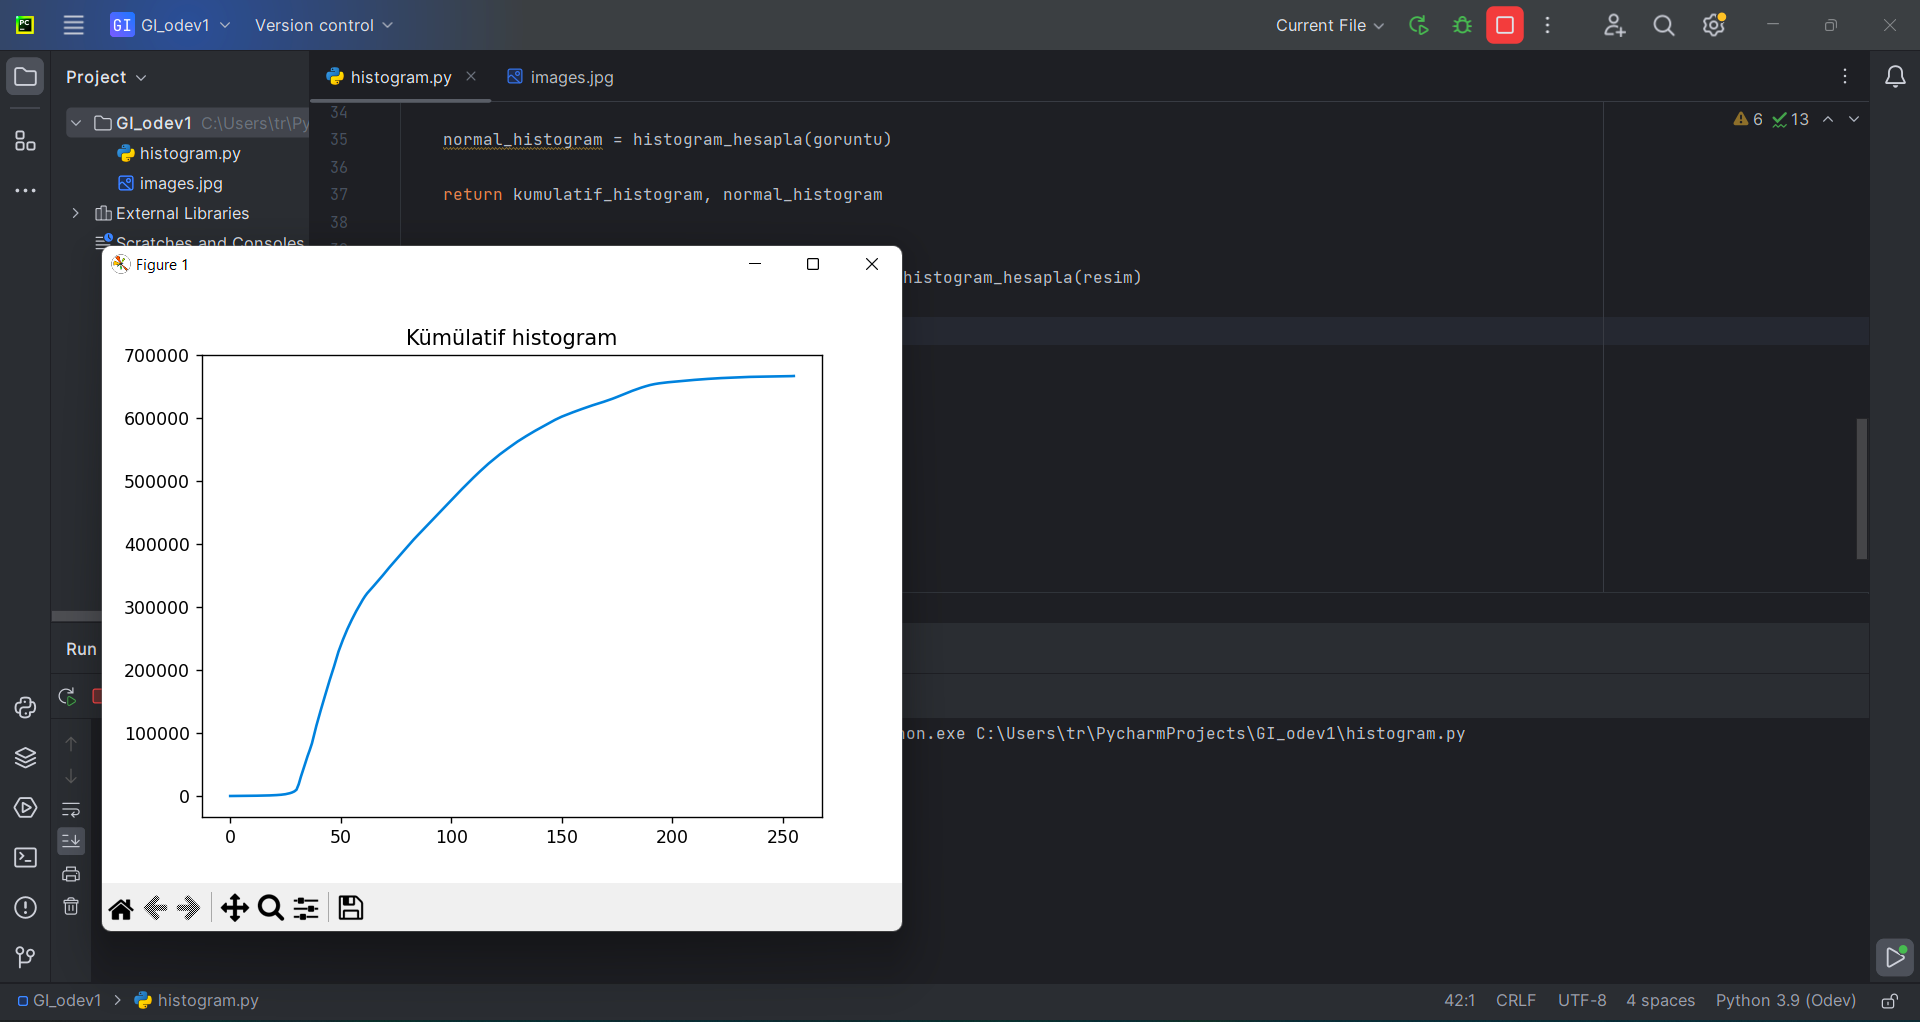 GI GI_odev1 Version control Current File
Project
histogram.py
images.jpg
GI_odev1 C:\Users\tr\Py
histogram.py
images.jpg
External Libraries
Scratches and Consoles
34
35 normal_histogram = histogram_hesapla(goruntu)
36
37 return kumulatif_histogram, normal_histogram
38
6 13
histogram_hesapla(resim)
Figure 1
Kümülatif histogram
700000
600000
500000
400000
300000
200000
100000
0
0 50 100 150 200 250
Run
on.exe C:\Users\tr\PycharmProjects\GI_odev1\histogram.py
GI_odev1 > histogram.py
42:1 CRLF UTF-8 4 spaces Python 3.9 (Odev)